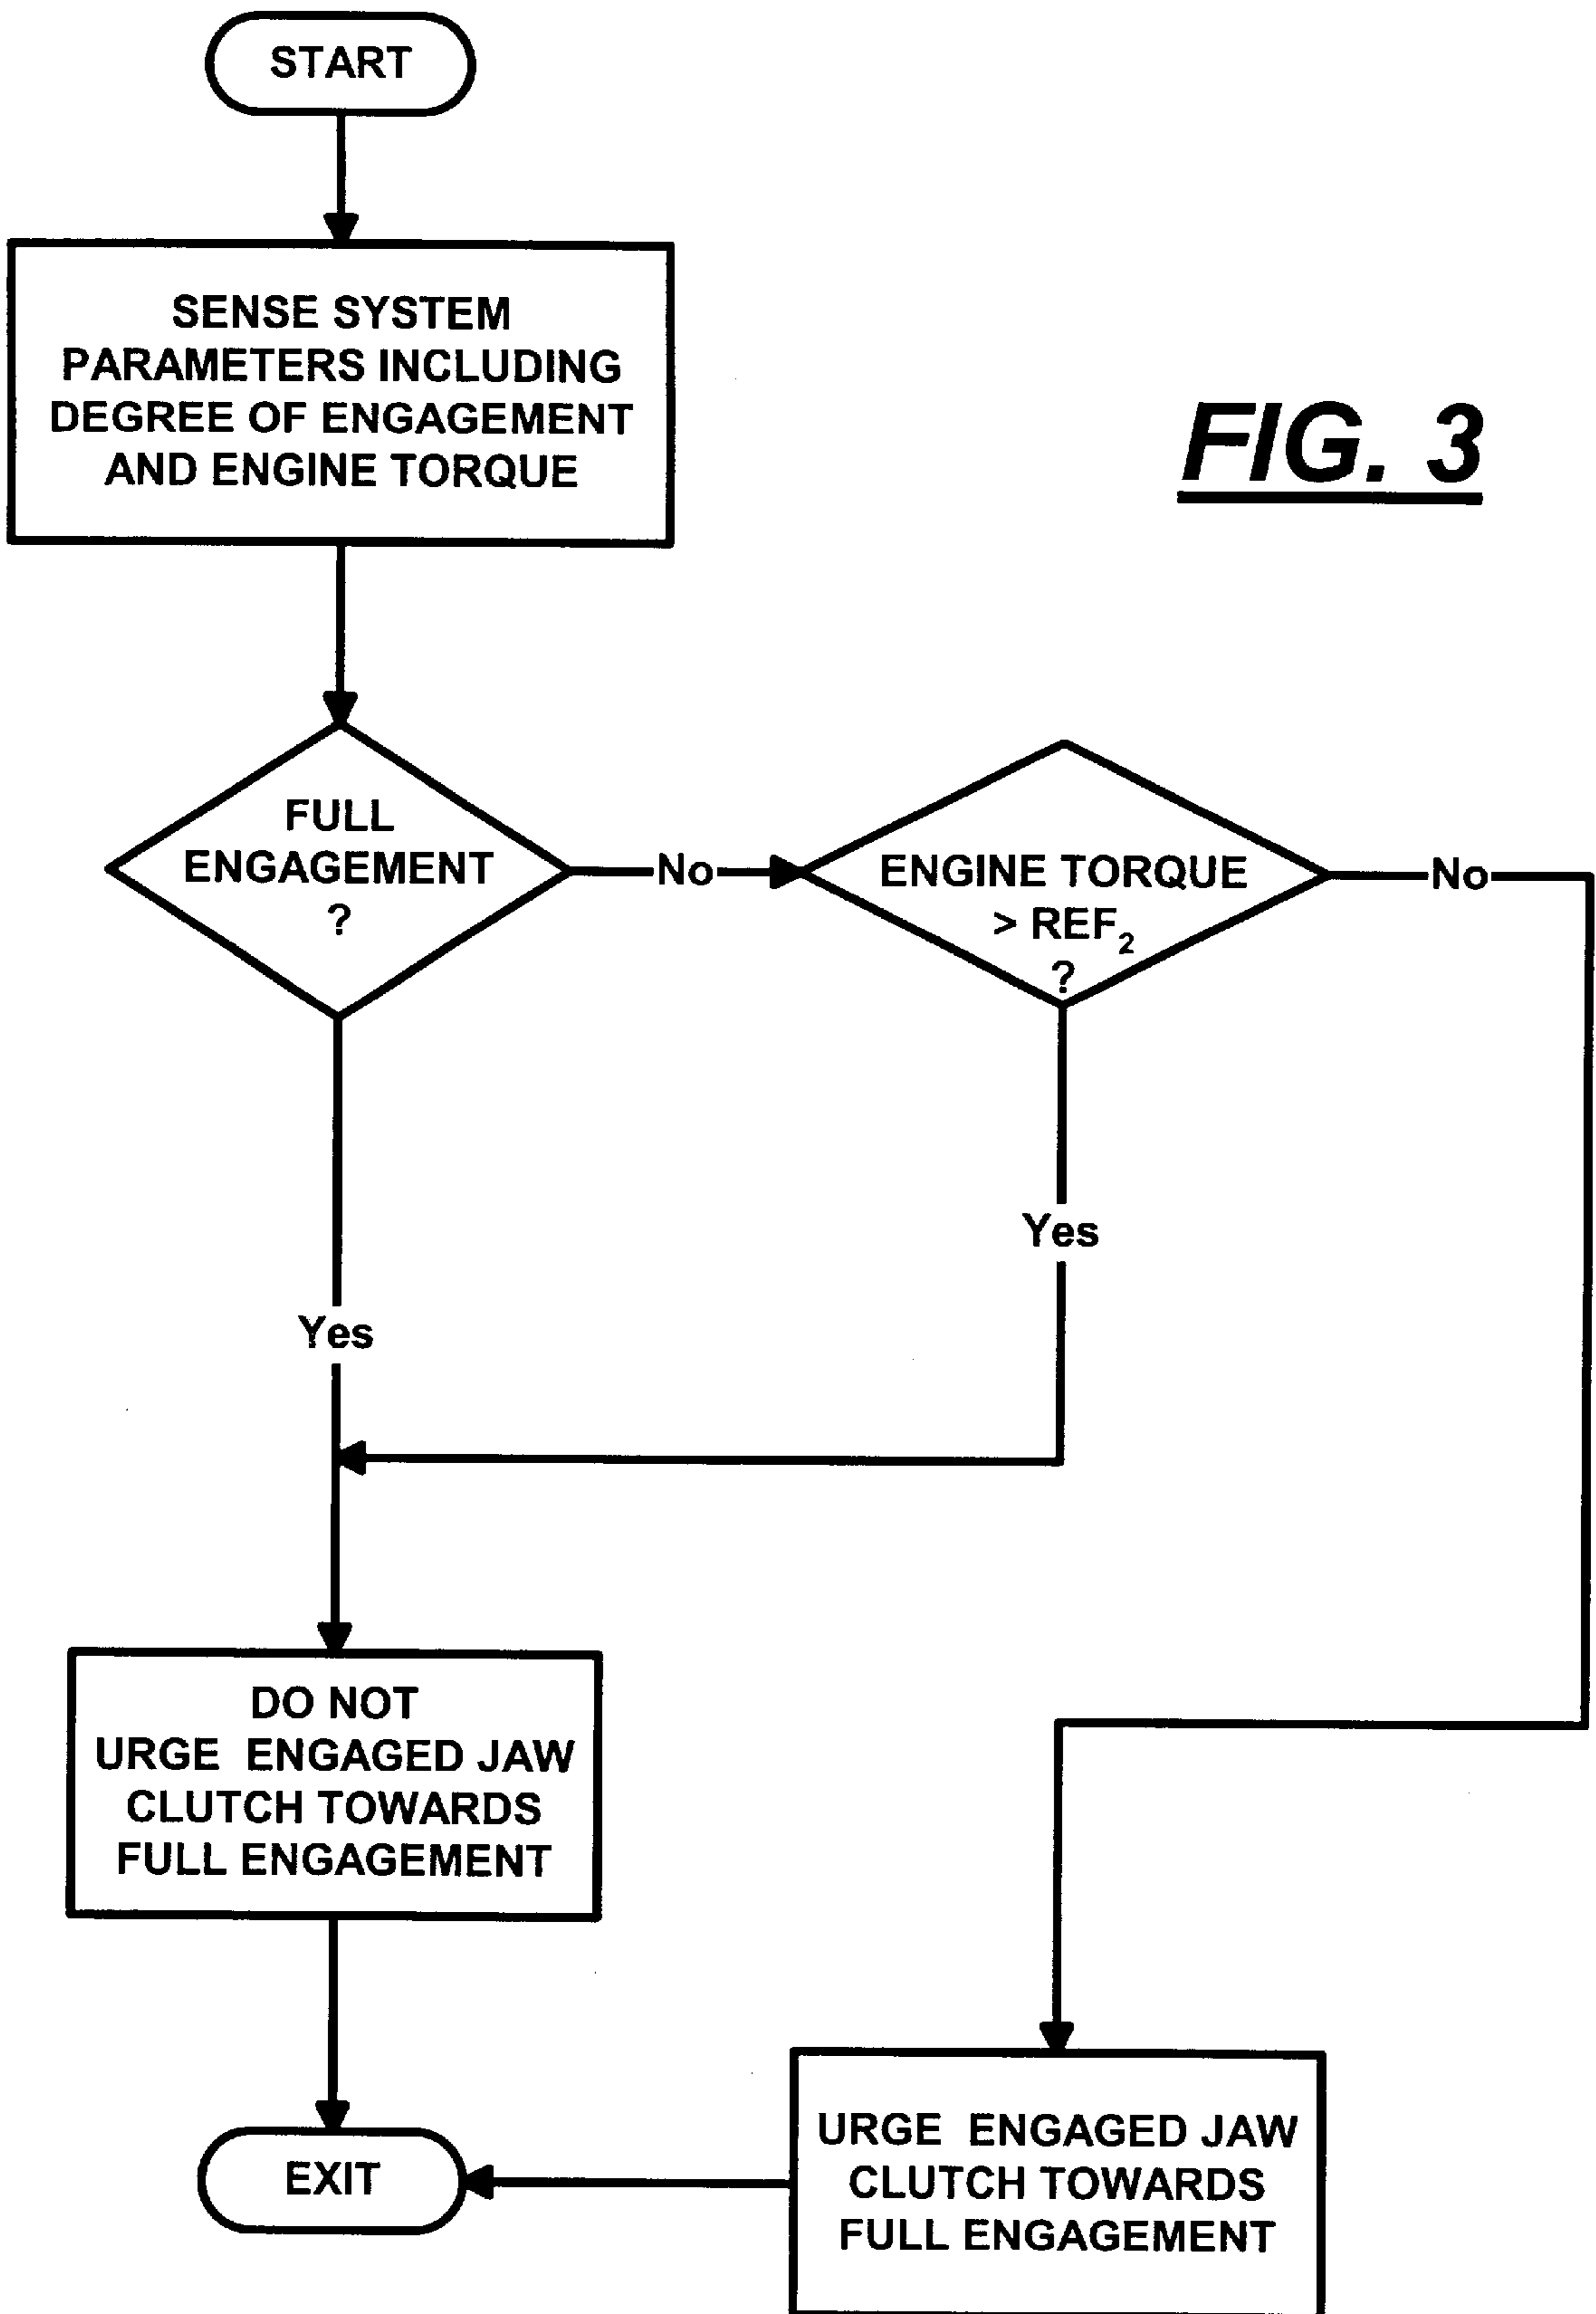 START
SENSE SYSTEM
PARAMETERS INCLUDING
DEGREE OF ENGAGEMENT
AND ENGINE TORQUE
FIG. 3
FULL
ENGAGEMENT
?
No
ENGINE TORQUE
> REF₂
?
No
Yes
Yes
DO NOT
URGE ENGAGED JAW
CLUTCH TOWARDS
FULL ENGAGEMENT
URGE ENGAGED JAW
CLUTCH TOWARDS
FULL ENGAGEMENT
EXIT